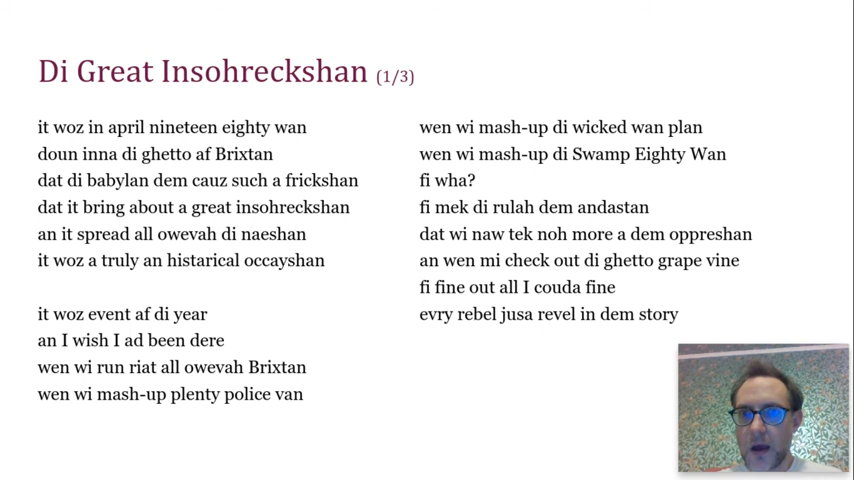 Di Great Insohreckshan (1/3)
it woz in april nineteen eighty wan
doun inna di ghetto af Brixtan
dat di babylan dem cauz such a frickshan
dat it bring about a great insohreckshan
an it spread all owevah di naeshan
it woz a truly an histarical occayshan
it woz event af di year
an I wish I ad been dere
wen wi run riat all owevah Brixtan
wen wi mash-up plenty police van
wen wi mash-up di wicked wan plan
wen wi mash-up di Swamp Eighty Wan
fi wha?
fi mek di rulah dem andastan
dat wi naw tek noh more a dem oppreshan
an wen mi check out di ghetto grape vine
fi fine out all I couda fine
evry rebel jusa revel in dem story